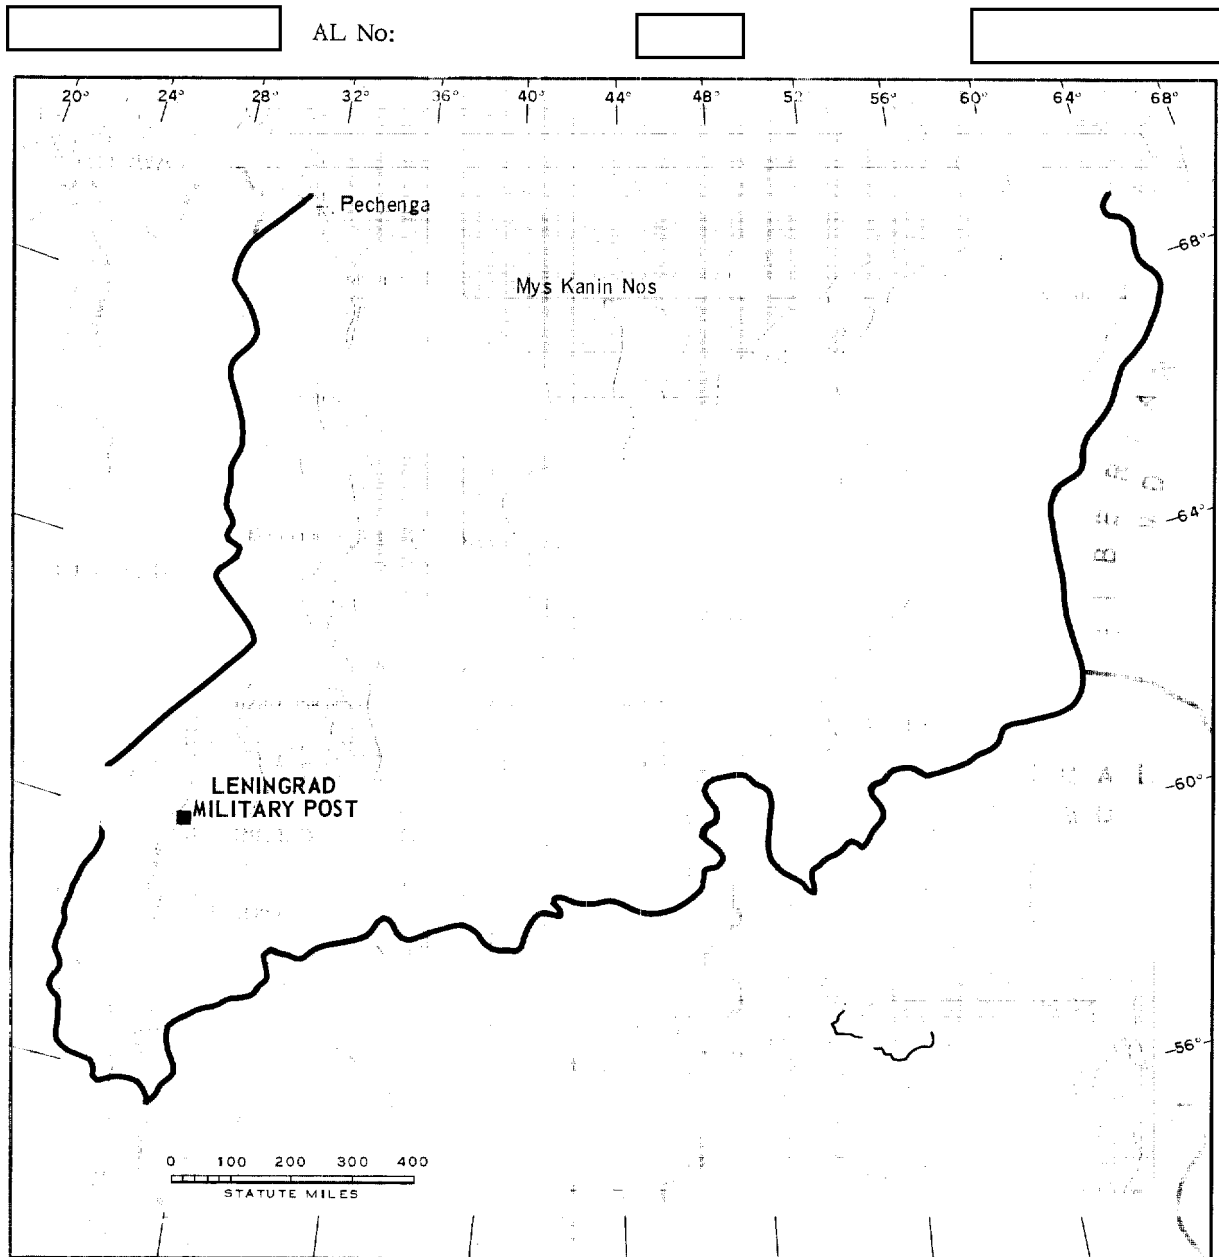 AL No:
20° 24° 28° 32° 36° 40° 44° 48° 52° 56° 60° 64° 68°
Pechenga
68°
Mys Kanin Nos
64°
LENINGRAD
MILITARY POST
60°
56°
0 100 200 300 400
STATUTE MILES